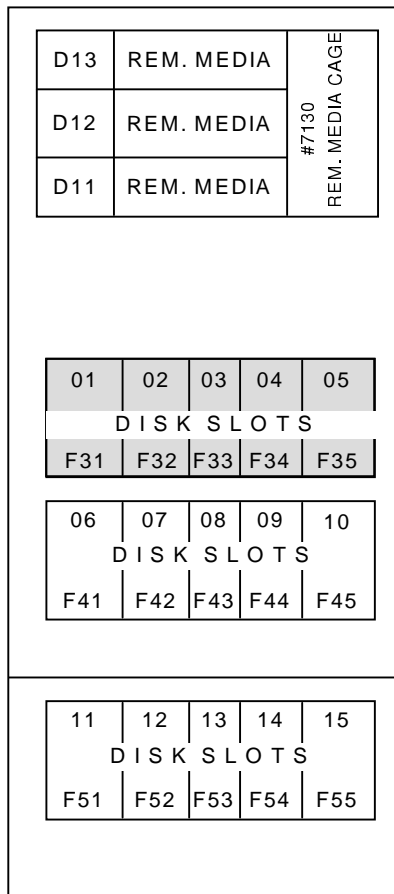 D13 REM. MEDIA
D12 REM. MEDIA
D11 REM. MEDIA
#7130
REM. MEDIA CAGE
01 02 03 04 05
DISK SLOTS
F31 F32 F33 F34 F35
06 07 08 09 10
DISK SLOTS
F41 F42 F43 F44 F45
11 12 13 14 15
DISK SLOTS
F51 F52 F53 F54 F55